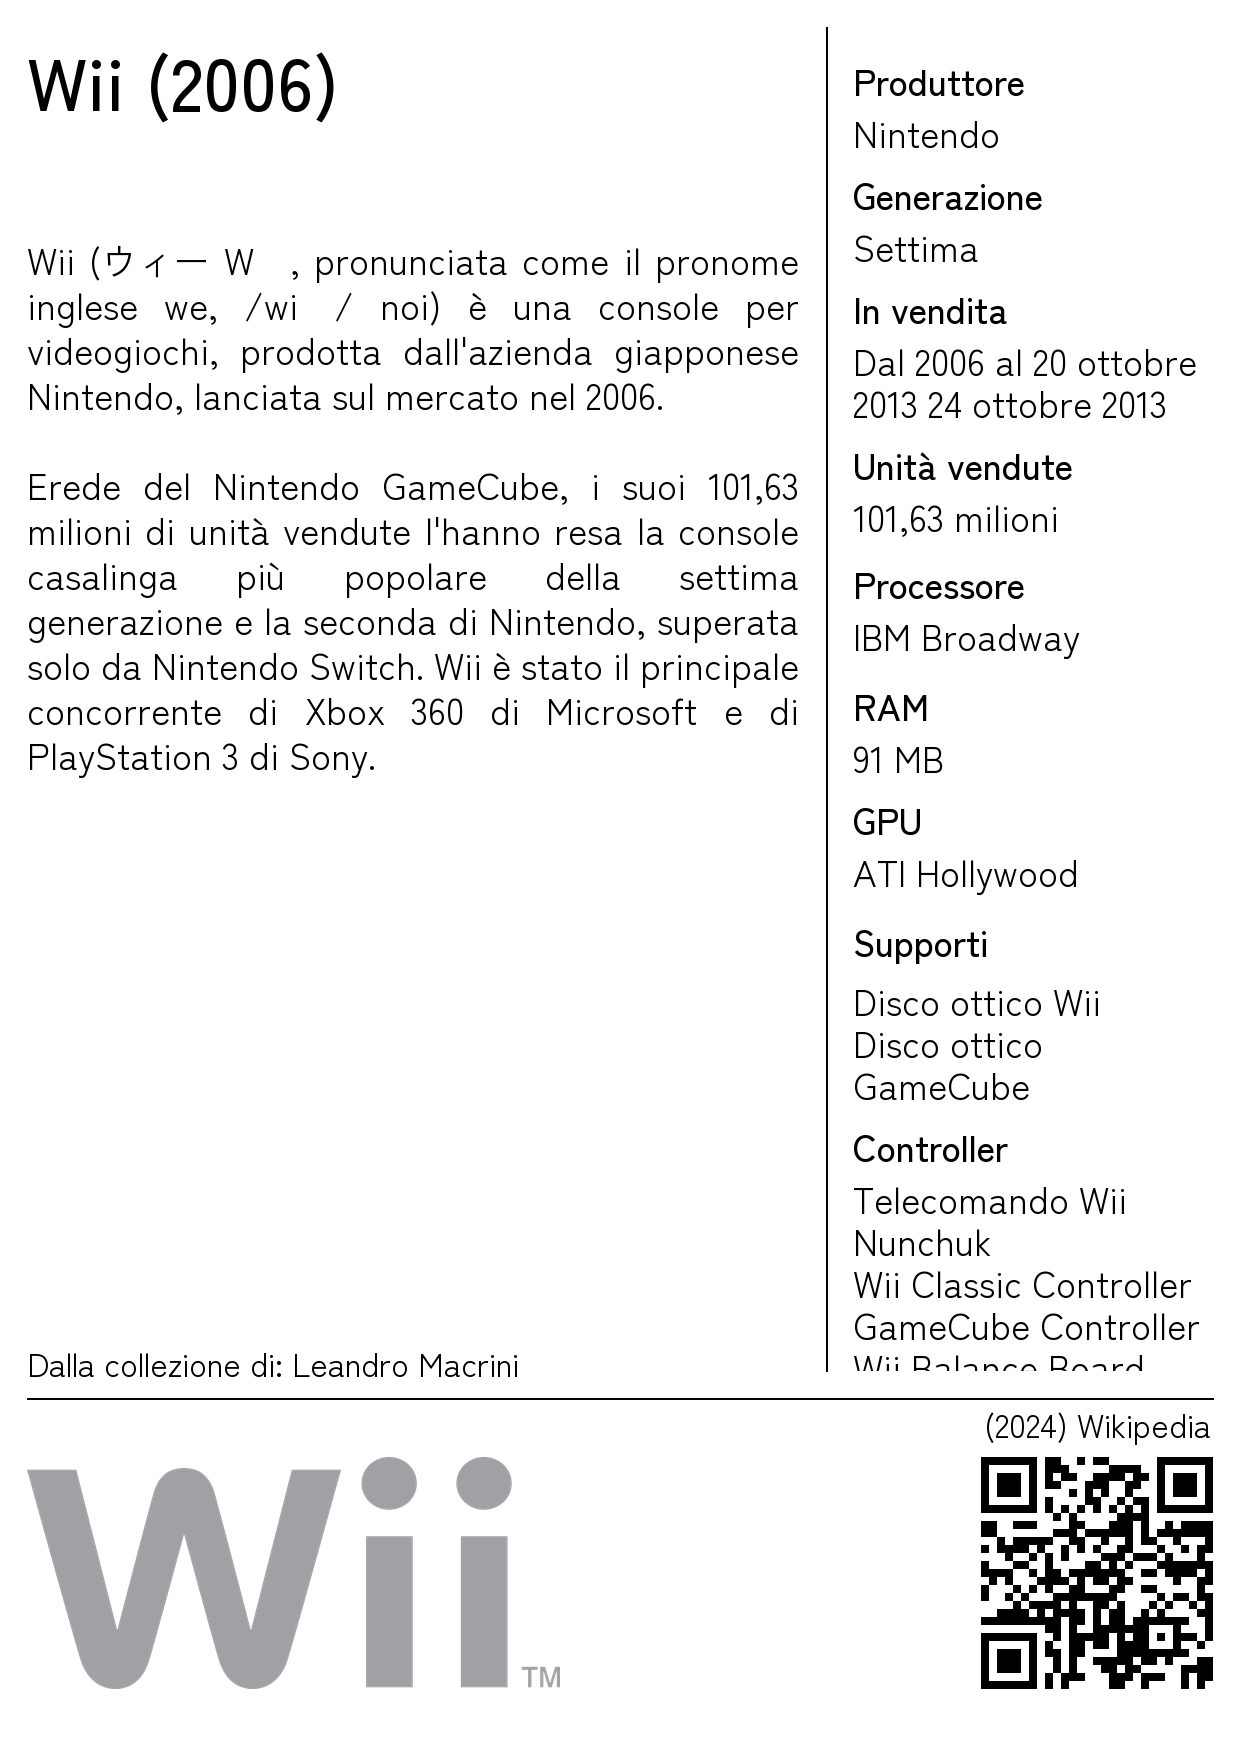 Wii (2006)
Wii (ウィー W , pronunciata come il pronome
inglese we, /wi / noi) è una console per
videogiochi, prodotta dall'azienda giapponese
Nintendo, lanciata sul mercato nel 2006.
Erede del Nintendo GameCube, i suoi 101,63
milioni di unità vendute l'hanno resa la console
casalinga più popolare della settima
generazione e la seconda di Nintendo, superata
solo da Nintendo Switch. Wii è stato il principale
concorrente di Xbox 360 di Microsoft e di
PlayStation 3 di Sony.
Dalla collezione di: Leandro Macrini
Produttore
Nintendo
Generazione
Settima
In vendita
Dal 2006 al 20 ottobre
2013 24 ottobre 2013
Unità vendute
101,63 milioni
Processore
IBM Broadway
RAM
91 MB
GPU
ATI Hollywood
Supporti
Disco ottico Wii
Disco ottico
GameCube
Controller
Telecomando Wii
Nunchuk
Wii Classic Controller
GameCube Controller
Wii Balance Board
(2024) Wikipedia
Wii TM